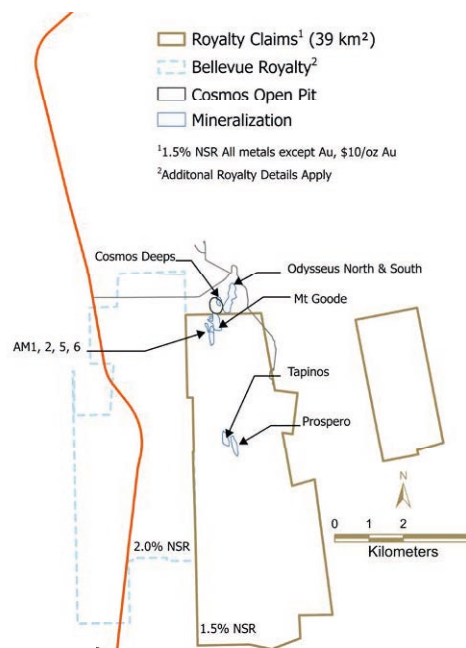 Royalty Claims¹ (39 km²)
Bellevue Royalty²
Cosmos Open Pit
Mineralization
¹1.5% NSR All metals except Au, $10/oz Au
²Additonal Royalty Details Apply
Cosmos Deeps
Odysseus North & South
Mt Goode
AM1, 2, 5, 6
Tapinos
Prospero
N
0 1 2
Kilometers
2.0% NSR
1.5% NSR